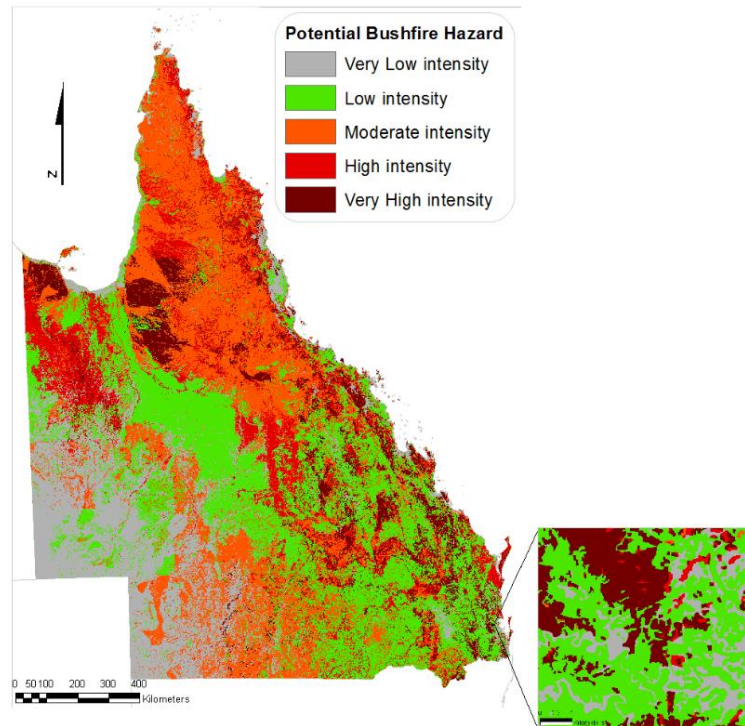 Potential Bushfire Hazard
Very Low intensity
Low intensity
Moderate intensity
High intensity
Very High intensity
N
0 50 100 200 300 400
Kilometers